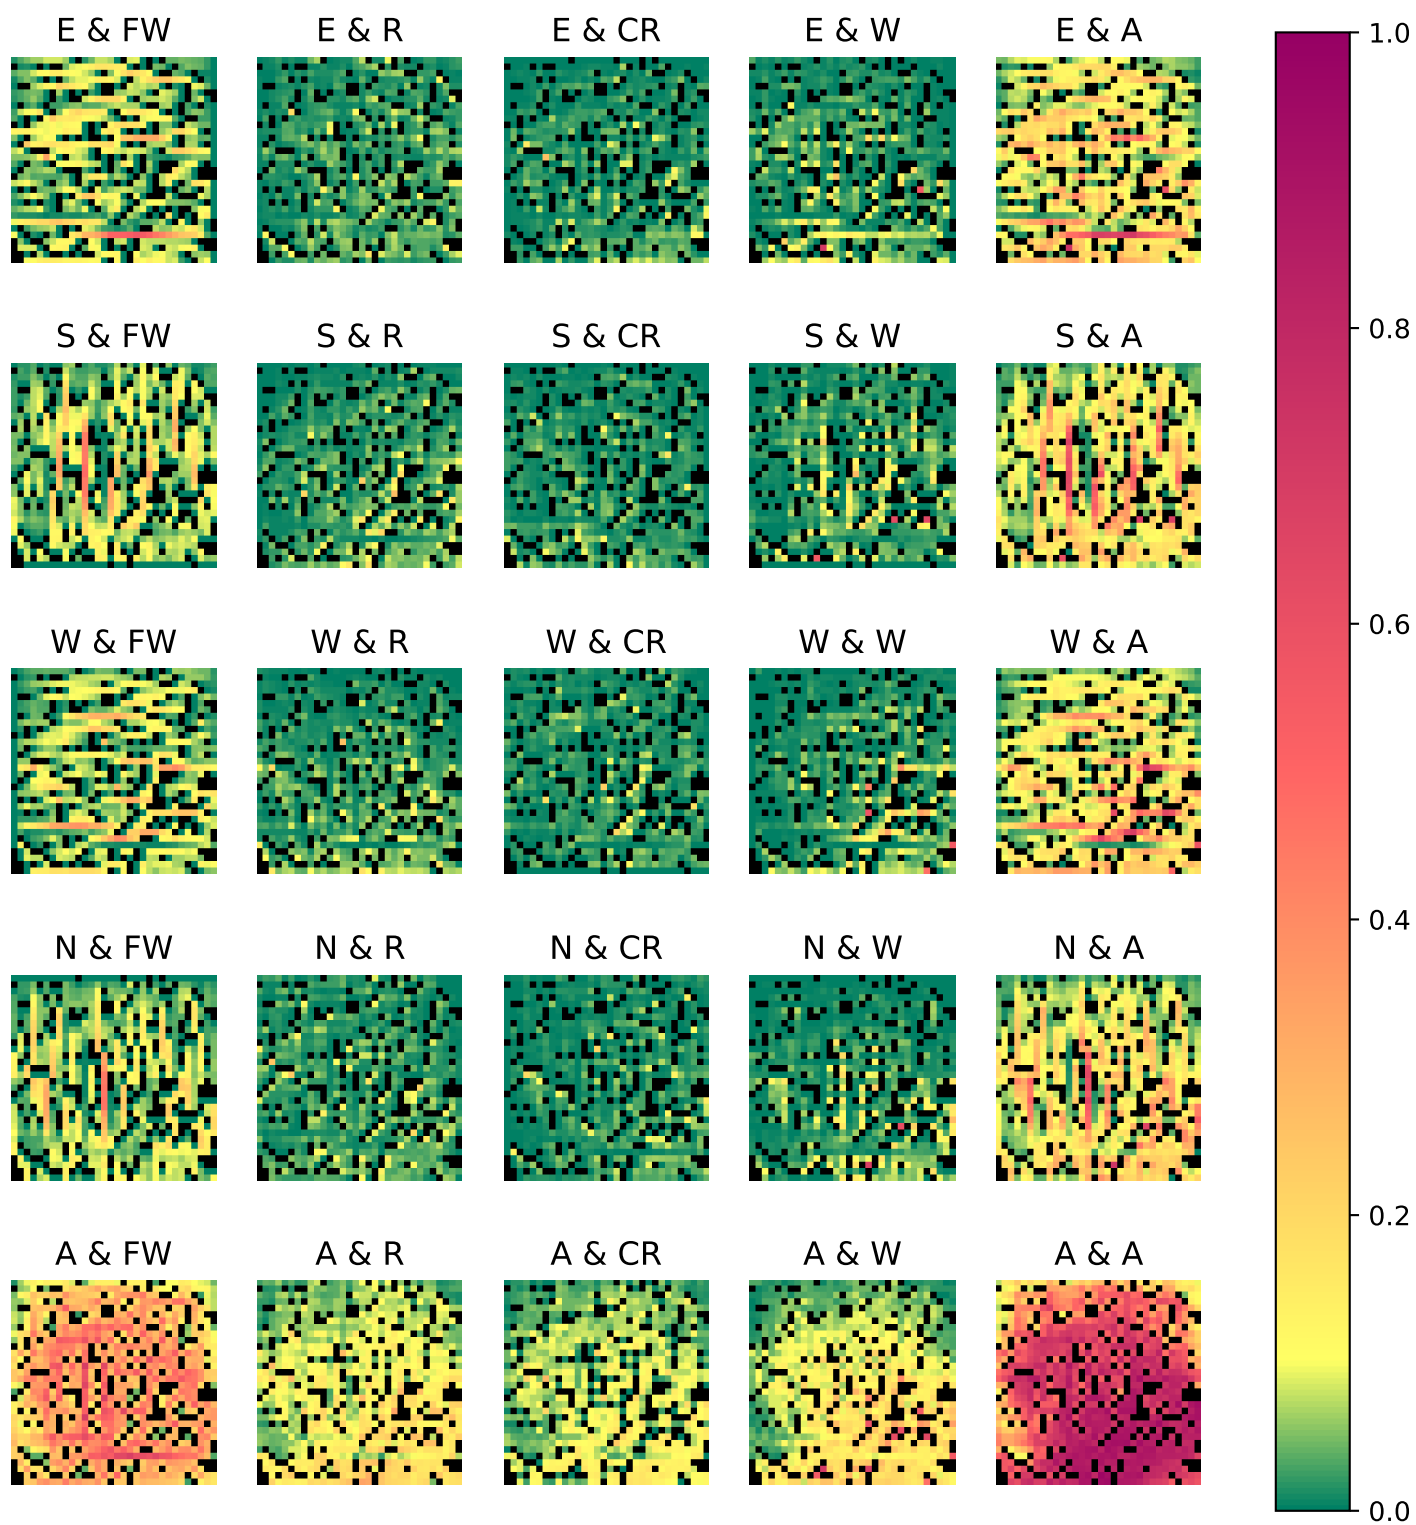 E & FW E & R E & CR E & W E & A
1.0
S & FW S & R S & CR S & W S & A
0.8
W & FW W & R W & CR W & W W & A
0.6
N & FW N & R N & CR N & W N & A
0.4
0.2
A & FW A & R A & CR A & W A & A
0.0